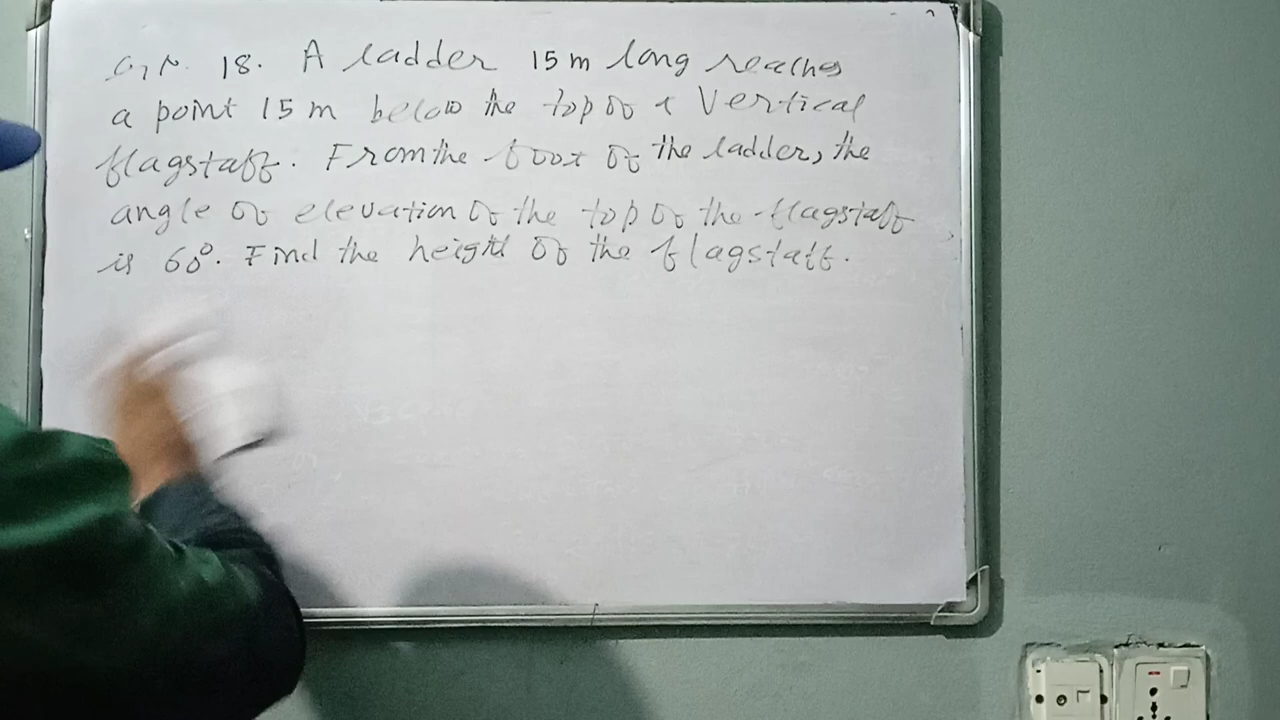 Q.N. 18. A ladder 15 m long reaches
a point 15 m below the top of a Vertical
flagstaff. From the foot of the ladder, the
angle of elevation of the top of the flagstaff
is 60°. Find the height of the flagstaff.